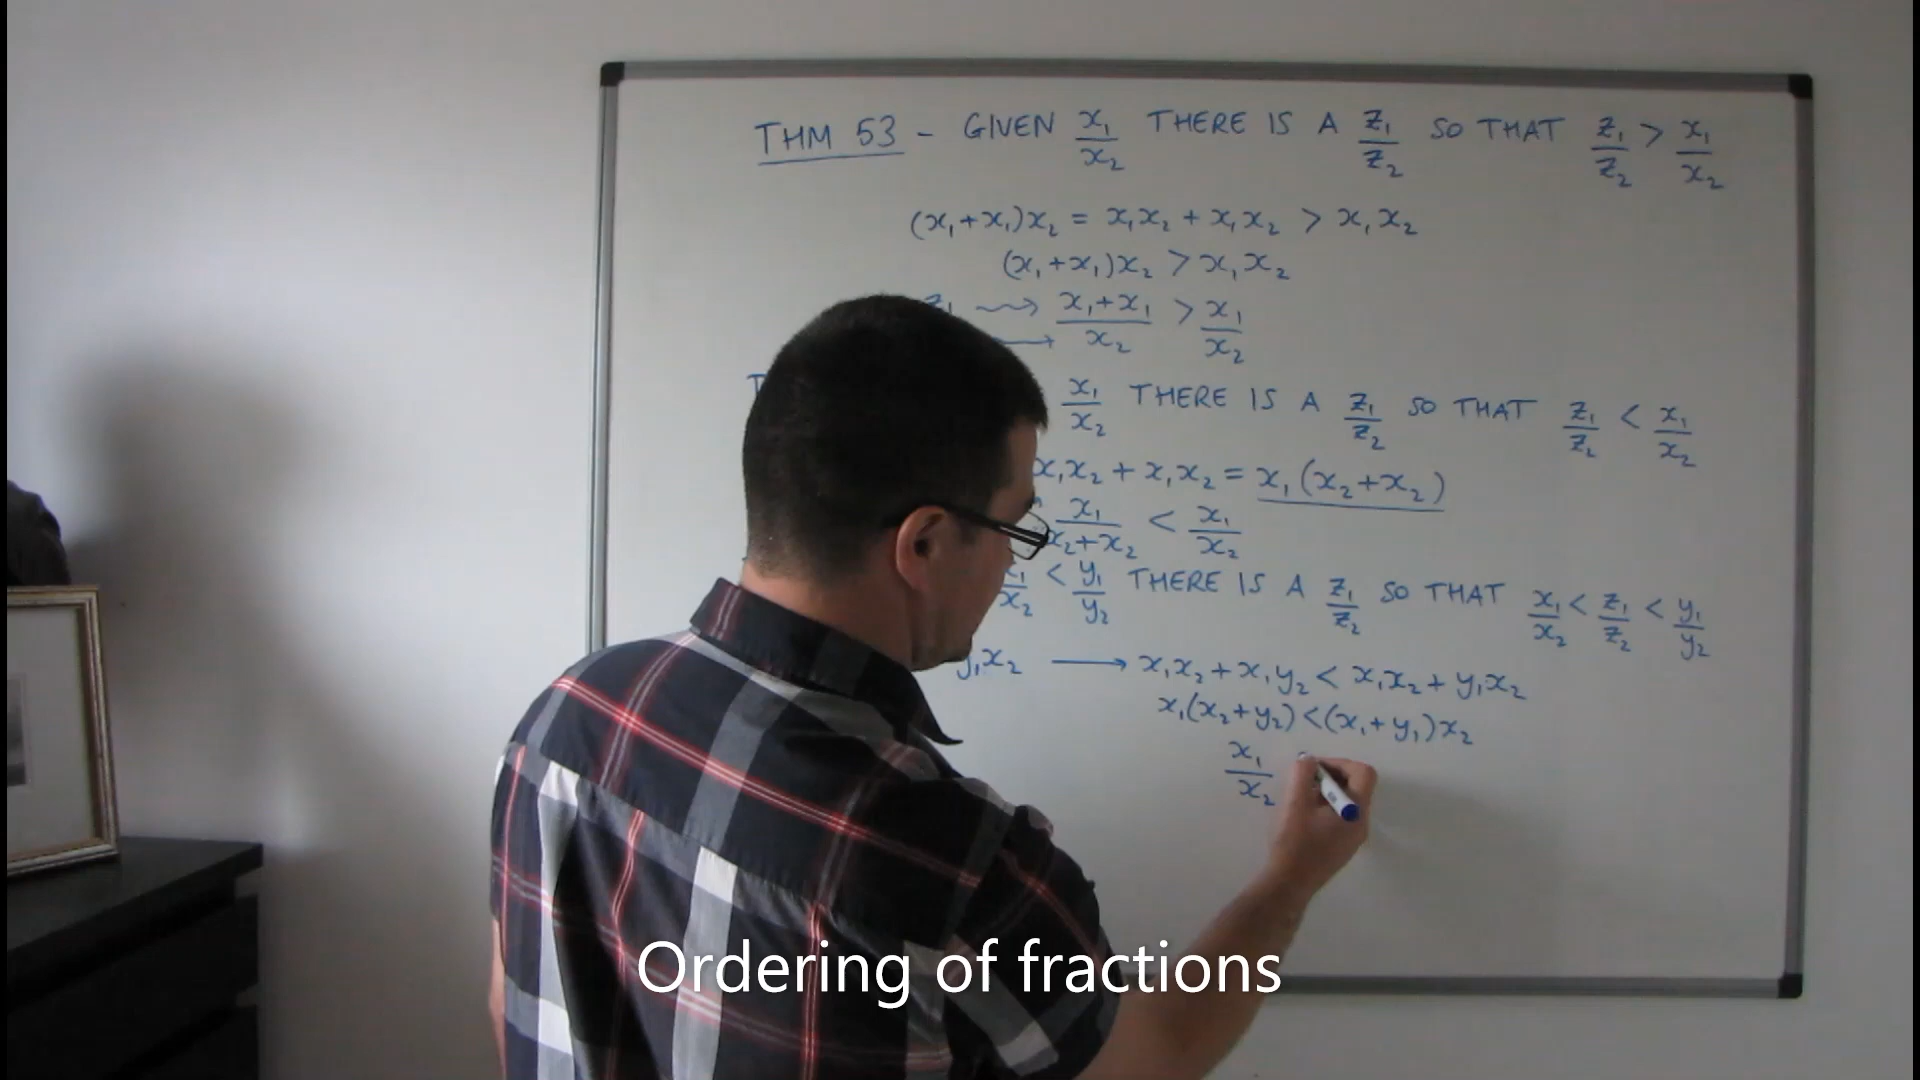 THM 53 - GIVEN x₁/x₂ THERE IS A z₁/z₂ SO THAT z₁/z₂ > x₁/x₂
(x₁+x₁)x₂ = x₁x₂ + x₁x₂ > x₁x₂
(x₁+x₁)x₂ > x₁x₂
z₁ ⇝ (x₁+x₁)/x₂ > x₁/x₂
x₁/x₂ THERE IS A z₁/z₂ SO THAT z₁/z₂ < x₁/x₂
x₁x₂ + x₁x₂ = x₁(x₂+x₂)
x₁/(x₂+x₂) < x₁/x₂
x₁/x₂ < y₁/y₂ THERE IS A z₁/z₂ SO THAT x₁/x₂ < z₁/z₂ < y₁/y₂
y₁x₂ → x₁x₂ + x₁y₂ < x₁x₂ + y₁x₂
x₁(x₂+y₂) < (x₁+y₁)x₂
x₁/x₂
Ordering of fractions